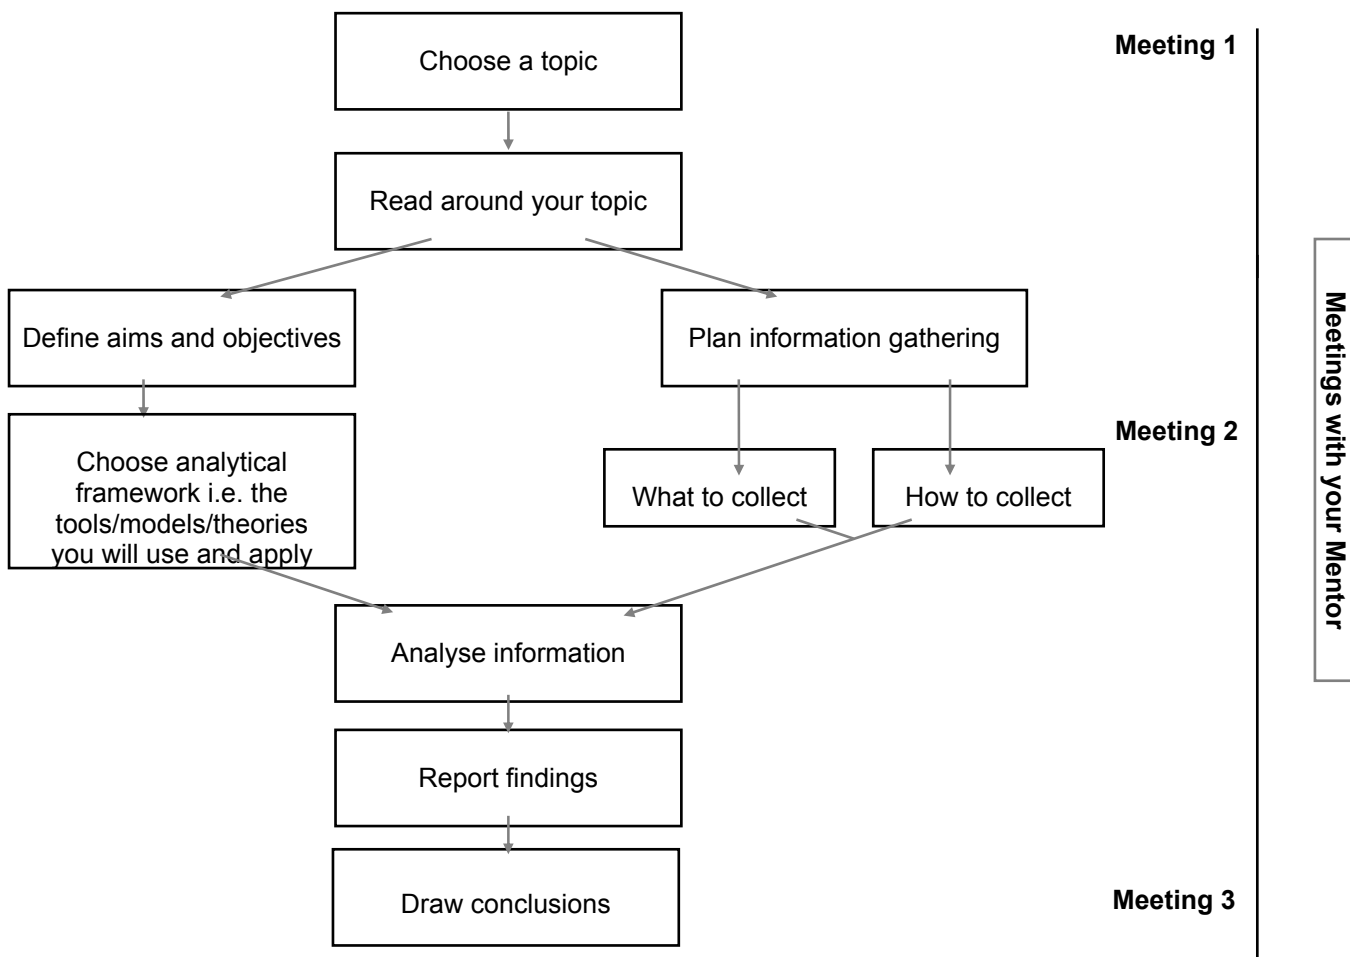 Choose a topic
Meeting 1
Read around your topic
Define aims and objectives
Plan information gathering
Choose analytical
framework i.e. the
tools/models/theories
you will use and apply
Meeting 2
What to collect
How to collect
Analyse information
Report findings
Draw conclusions
Meeting 3
Meetings with your Mentor